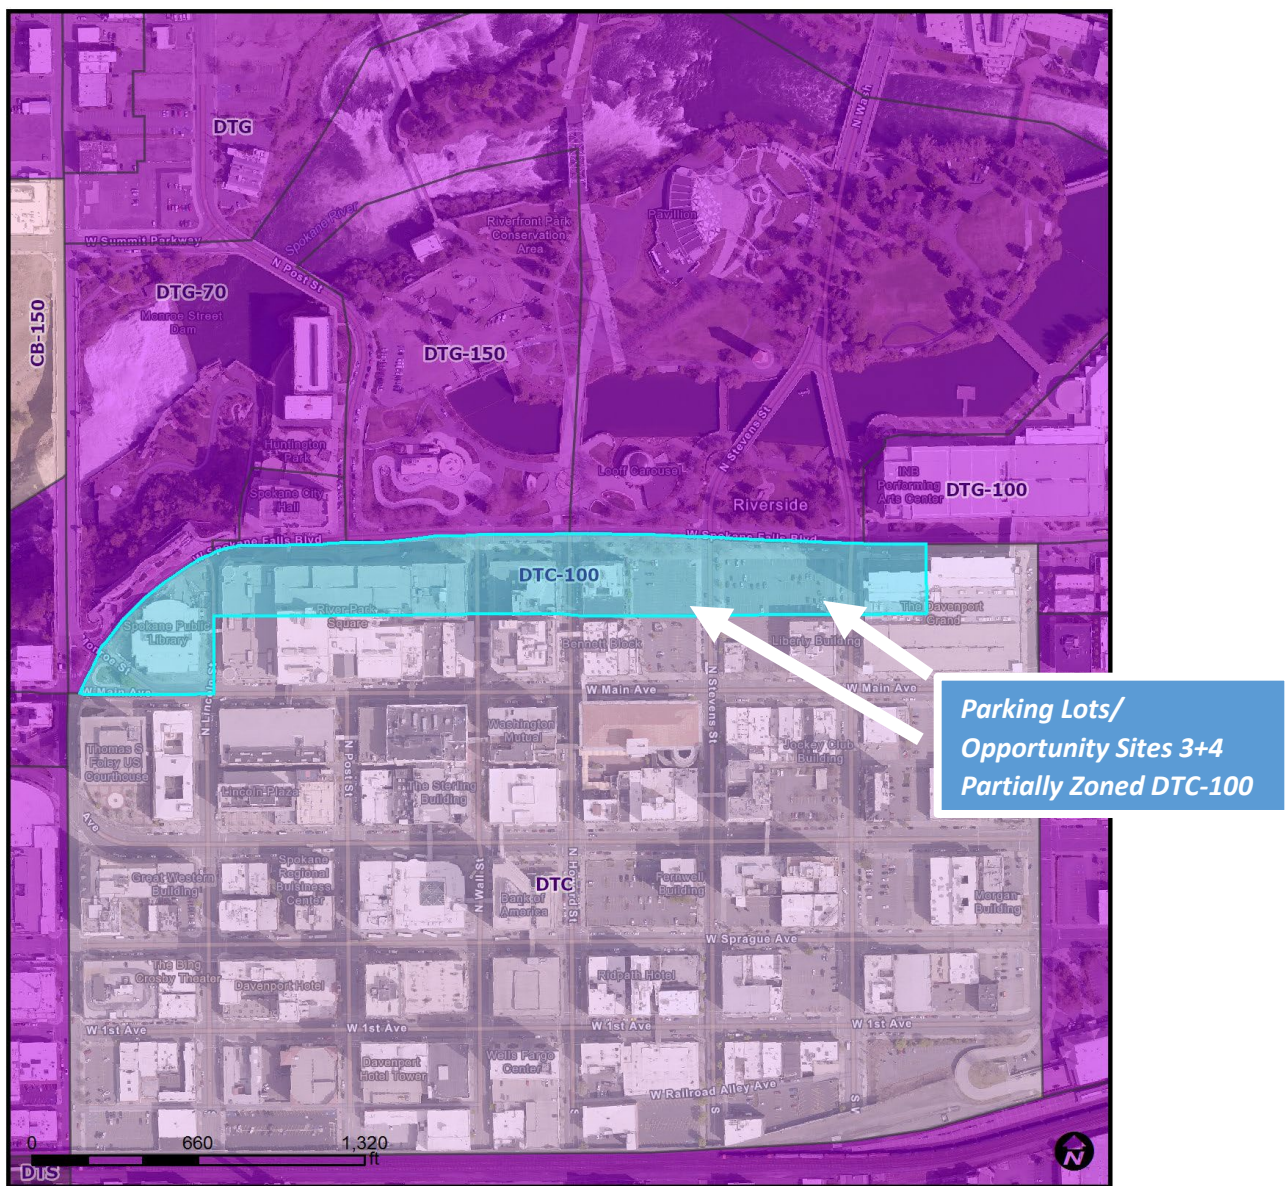 DTG
N Wash
Spokane River
Riverfront Park
Conservation
Area
Pavillion
W Summit Parkway
N Post St
DTG-70
Monroe Street
Dam
CB-150
DTG-150
N Stevens St
Huntington
Park
Looff Carousel
INB
Performing
Arts Center
DTG-100
Spokane City
Hall
Riverside
W Spokane Falls Blvd
W Spokane Falls Blvd
DTC-100
River Park
Square
The Davenport
Grand
Spokane Public
Library
Bennett Block
Liberty Building
Monroe St
W Main Ave
W Main Ave
W Main Ave
N Lincoln St
N Stevens St
Parking Lots/
Opportunity Sites 3+4
Partially Zoned DTC-100
Thomas S
Foley US
Courthouse
Washington
Mutual
Jockey Club
Building
N Post St
Lincoln Plaza
The Sterling
Building
Ave
Great Western
Building
Spokane
Regional
Buisiness
Center
N Wall St
Bank of
America
N Howard St
DTC
Fernwell
Building
Morgan
Building
W Sprague Ave
The Bing
Crosby Theater
Davenport Hotel
Ridpath Hotel
W 1st Ave
W 1st Ave
W 1st Ave
W 1st Ave
Davenport
Hotel Tower
Wells Fargo
Center
W Railroad Alley Ave
S
S
S V
0 660 1,320
ft
DTS
N